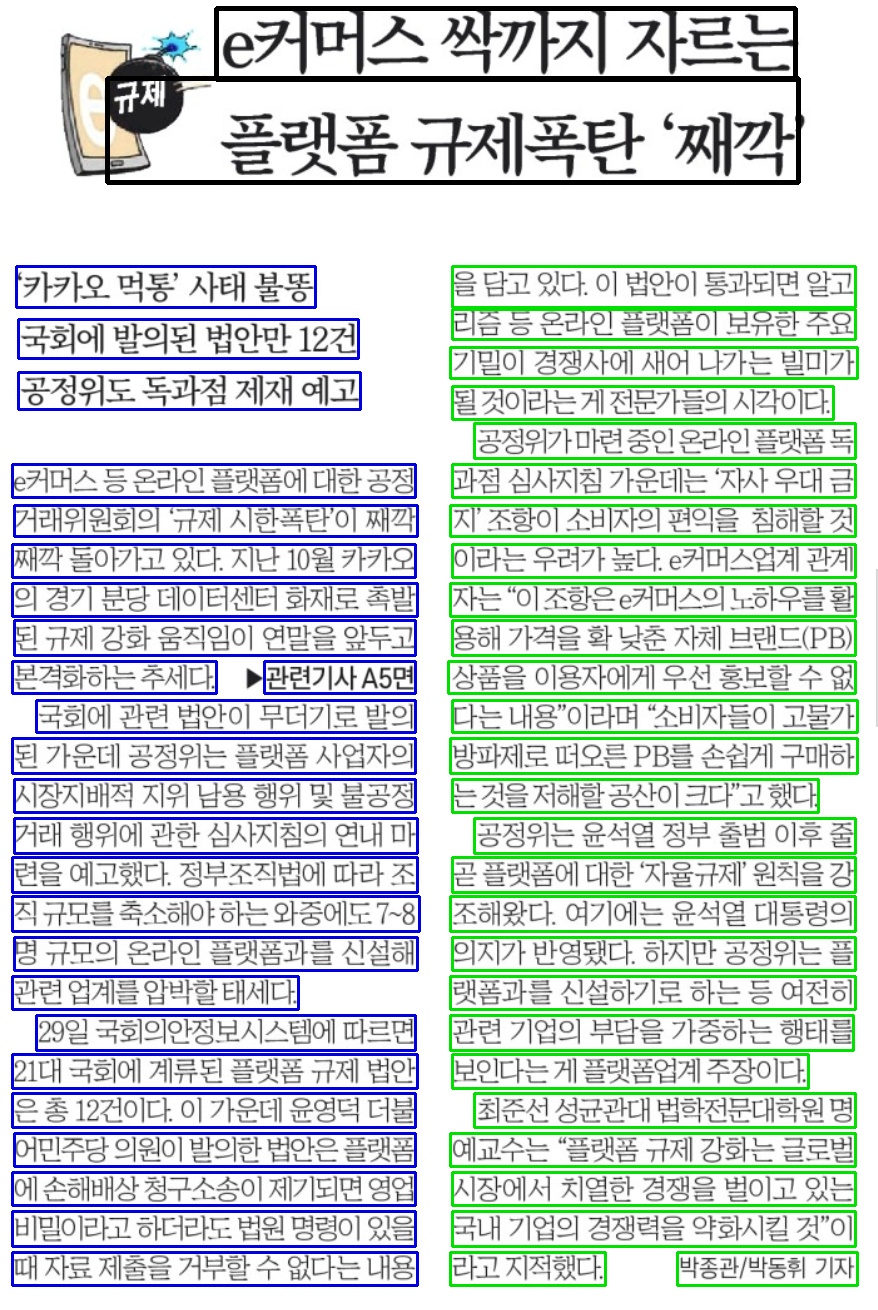 e커머스 싹까지 자르는
규제
플랫폼 규제폭탄 ‘째깍’
‘카카오 먹통’ 사태 불똥
국회에 발의된 법안만 12건
공정위도 독과점 제재 예고
e커머스 등 온라인 플랫폼에 대한 공정
거래위원회의 ‘규제 시한폭탄’이 째깍
째깍 돌아가고 있다. 지난 10월 카카오
의 경기 분당 데이터센터 화재로 촉발
된 규제 강화 움직임이 연말을 앞두고
본격화하는 추세다. ▶관련기사 A5면
국회에 관련 법안이 무더기로 발의
된 가운데 공정위는 플랫폼 사업자의
시장지배적 지위 남용 행위 및 불공정
거래 행위에 관한 심사지침의 연내 마
련을 예고했다. 정부조직법에 따라 조
직 규모를 축소해야 하는 와중에도 7~8
명 규모의 온라인 플랫폼과를 신설해
관련 업계를 압박할 태세다.
29일 국회의안정보시스템에 따르면
21대 국회에 계류된 플랫폼 규제 법안
은 총 12건이다. 이 가운데 윤영덕 더불
어민주당 의원이 발의한 법안은 플랫폼
에 손해배상 청구소송이 제기되면 영업
비밀이라고 하더라도 법원 명령이 있을
때 자료 제출을 거부할 수 없다는 내용
을 담고 있다. 이 법안이 통과되면 알고
리즘 등 온라인 플랫폼이 보유한 주요
기밀이 경쟁사에 새어 나가는 빌미가
될 것이라는 게 전문가들의 시각이다.
공정위가 마련 중인 온라인 플랫폼 독
과점 심사지침 가운데는 ‘자사 우대 금
지’ 조항이 소비자의 편익을 침해할 것
이라는 우려가 높다. e커머스업계 관계
자는 “이 조항은 e커머스의 노하우를 활
용해 가격을 확 낮춘 자체 브랜드(PB)
상품을 이용자에게 우선 홍보할 수 없
다는 내용”이라며 “소비자들이 고물가
방파제로 떠오른 PB를 손쉽게 구매하
는 것을 저해할 공산이 크다”고 했다.
공정위는 윤석열 정부 출범 이후 줄
곧 플랫폼에 대한 ‘자율규제’ 원칙을 강
조해왔다. 여기에는 윤석열 대통령의
의지가 반영됐다. 하지만 공정위는 플
랫폼과를 신설하기로 하는 등 여전히
관련 기업의 부담을 가중하는 행태를
보인다는 게 플랫폼업계 주장이다.
최준선 성균관대 법학전문대학원 명
예교수는 “플랫폼 규제 강화는 글로벌
시장에서 치열한 경쟁을 벌이고 있는
국내 기업의 경쟁력을 약화시킬 것”이
라고 지적했다. 박종관/박동휘 기자